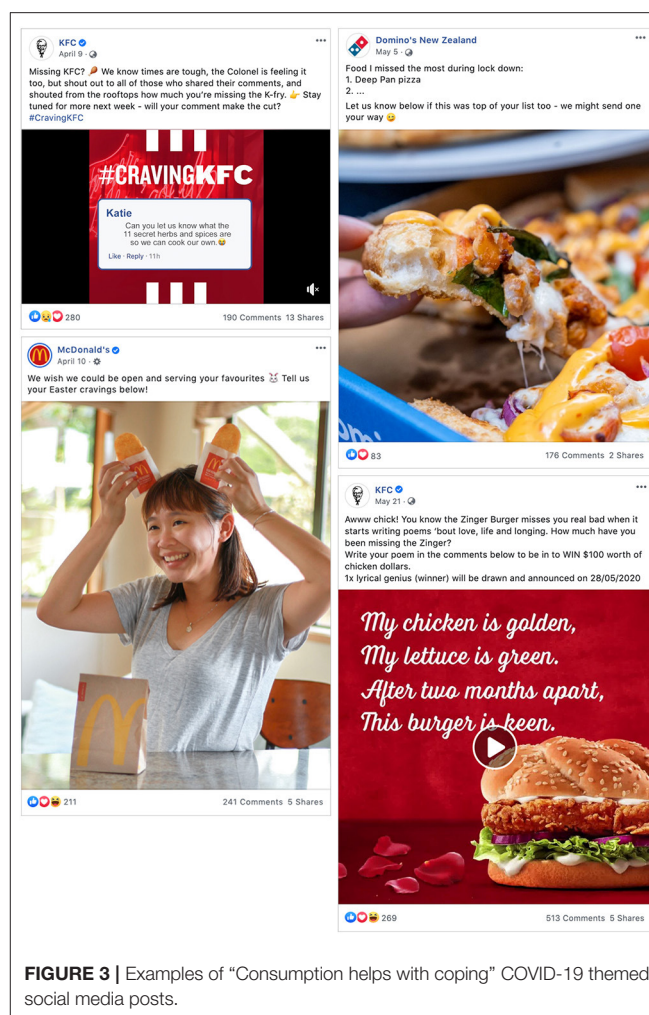 KFC
April 9 ·
Missing KFC? 🍗 We know times are tough, the Colonel is feeling it
too, but shout out to all of those who shared their comments, and
shouted from the rooftops how much you're missing the K-fry. 👉 Stay
tuned for more next week - will your comment make the cut?
#CravingKFC
#CRAVINGKFC
Katie
Can you let us know what the
11 secret herbs and spices are
so we can cook our own.😂
Like · Reply · 11h
280
190 Comments 13 Shares
McDonald's
April 10 ·
We wish we could be open and serving your favourites 🐰 Tell us
your Easter cravings below!
211
241 Comments 5 Shares
Domino's New Zealand
May 5 ·
Food I missed the most during lock down:
1. Deep Pan pizza
2. ...
Let us know below if this was top of your list too - we might send one
your way 😉
83
176 Comments 2 Shares
KFC
May 21 ·
Awww chick! You know the Zinger Burger misses you real bad when it
starts writing poems 'bout love, life and longing. How much have you
been missing the Zinger?
Write your poem in the comments below to be in to WIN $100 worth of
chicken dollars.
1x lyrical genius (winner) will be drawn and announced on 28/05/2020
My chicken is golden,
My lettuce is green.
After two months apart,
This burger is keen.
269
513 Comments 5 Shares
FIGURE 3 | Examples of “Consumption helps with coping” COVID-19 themed
social media posts.